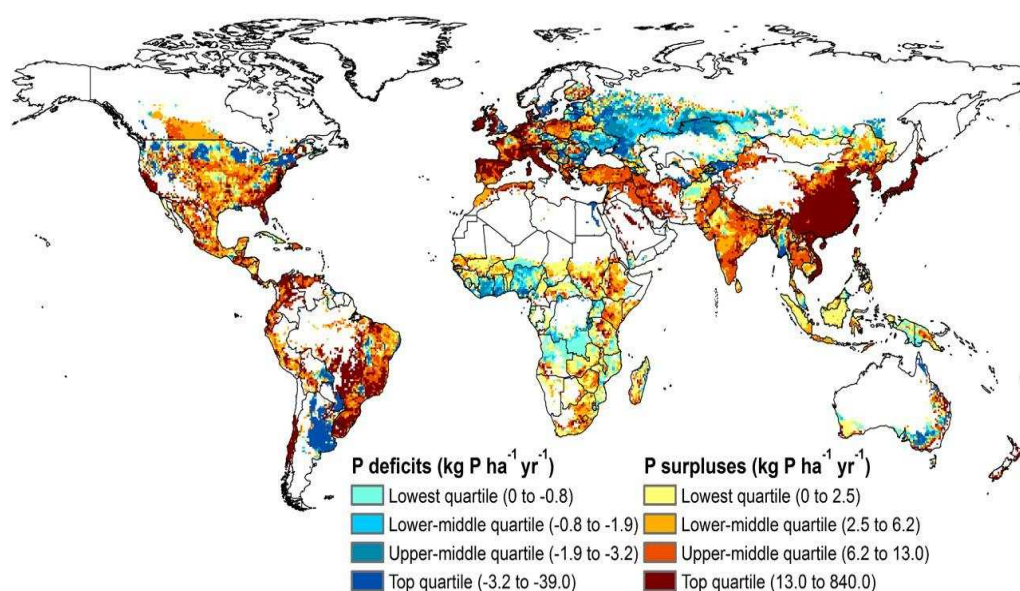 P deficits (kg P ha⁻¹ yr⁻¹)
Lowest quartile (0 to -0.8)
Lower-middle quartile (-0.8 to -1.9)
Upper-middle quartile (-1.9 to -3.2)
Top quartile (-3.2 to -39.0)
P surpluses (kg P ha⁻¹ yr⁻¹)
Lowest quartile (0 to 2.5)
Lower-middle quartile (2.5 to 6.2)
Upper-middle quartile (6.2 to 13.0)
Top quartile (13.0 to 840.0)